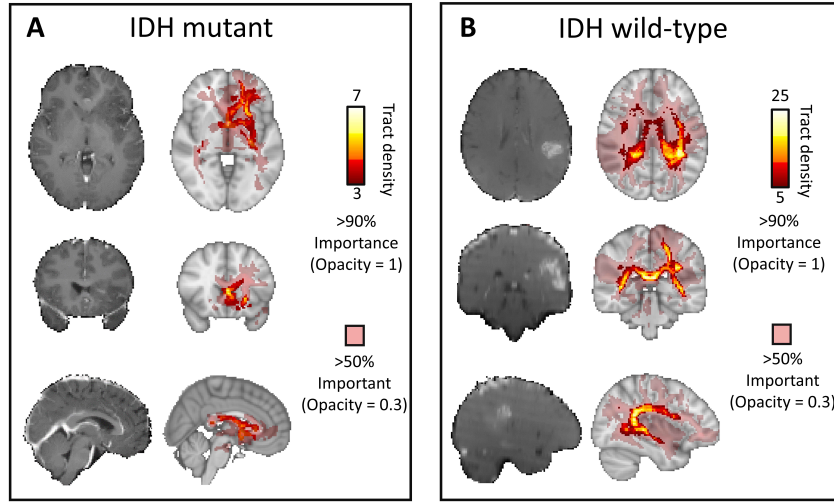 A IDH mutant
7
Tract density
3
>90%
Importance
(Opacity = 1)
>50%
Important
(Opacity = 0.3)
B IDH wild-type
25
Tract density
5
>90%
Importance
(Opacity = 1)
>50%
Important
(Opacity = 0.3)